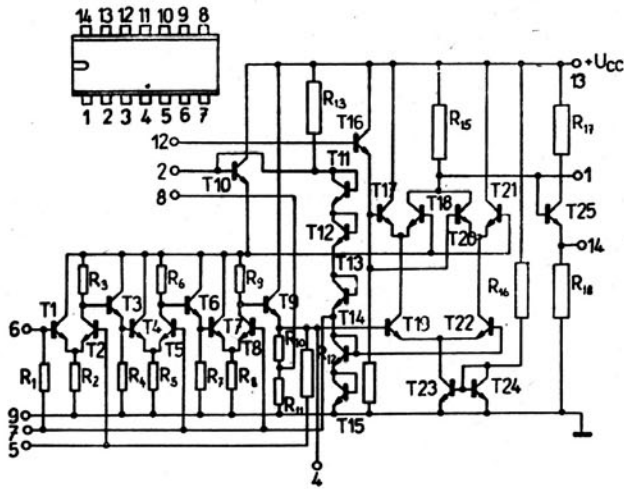 14 13 12 11 10 9 8
1 2 3 4 5 6 7
+UCC
13
R13
T16
R15
R17
12
2
8
T10
T11
T17
T18
T20
T21
1
T25
14
T12
T13
R3
R6
R9
T1
T3
T6
T9
T14
R16
R18
6
T2
T4
T5
T7
T8
R10
R12
T19
T22
R1
R2
R4
R5
R7
R8
R11
T23
T24
T15
9
7
5
4